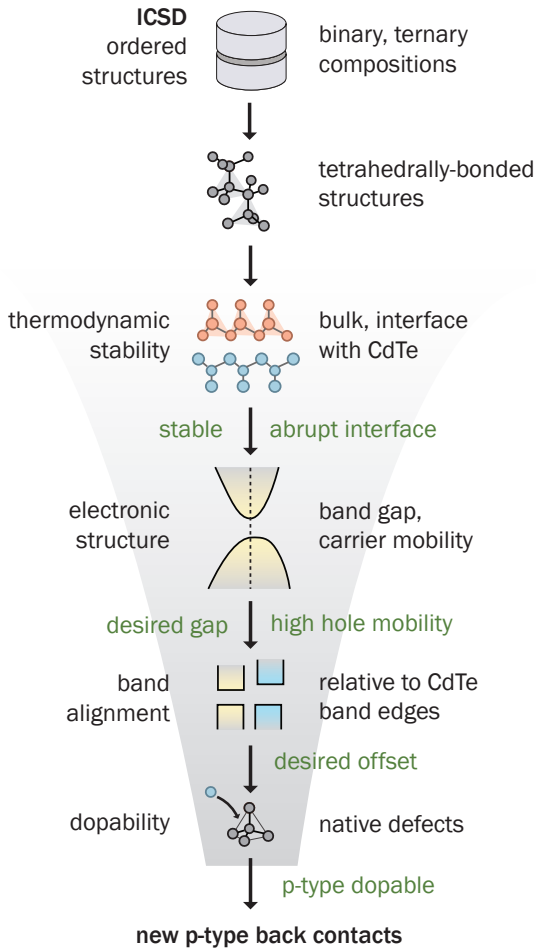 ICSD
ordered
structures
binary, ternary
compositions
tetrahedrally-bonded
structures
thermodynamic
stability
bulk, interface
with CdTe
stable
abrupt interface
electronic
structure
band gap,
carrier mobility
desired gap
high hole mobility
band
alignment
relative to CdTe
band edges
desired offset
dopability
native defects
p-type dopable
new p-type back contacts